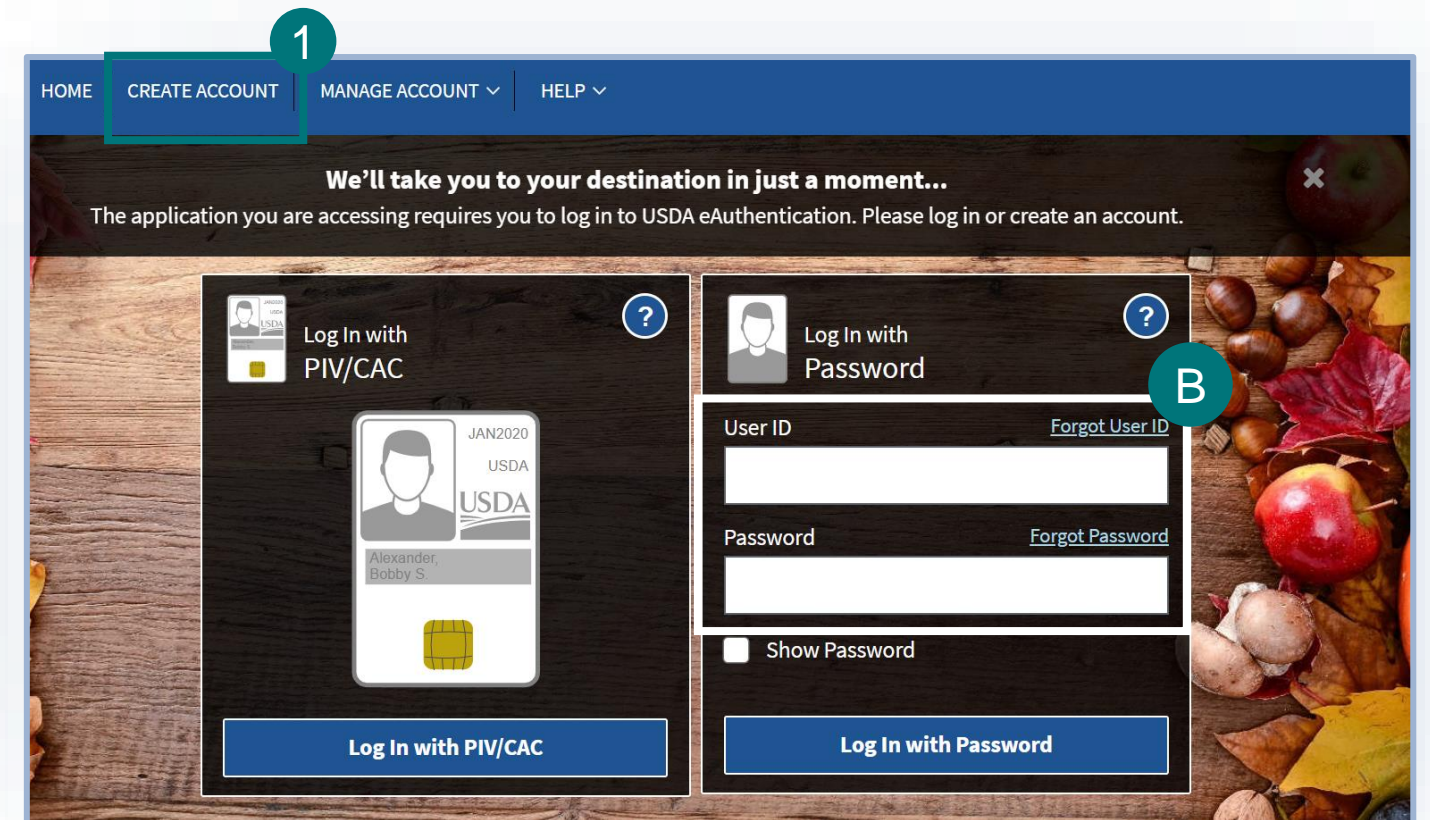 1
HOME CREATE ACCOUNT MANAGE ACCOUNT HELP
We’ll take you to your destination in just a moment...
The application you are accessing requires you to log in to USDA eAuthentication. Please log in or create an account.
JAN2020
USDA
USDA
Log In with
PIV/CAC
?
JAN2020
USDA
USDA
Alexander,
Bobby S.
Log In with PIV/CAC
Log In with
Password
?
B
User ID Forgot User ID
Password Forgot Password
Show Password
Log In with Password